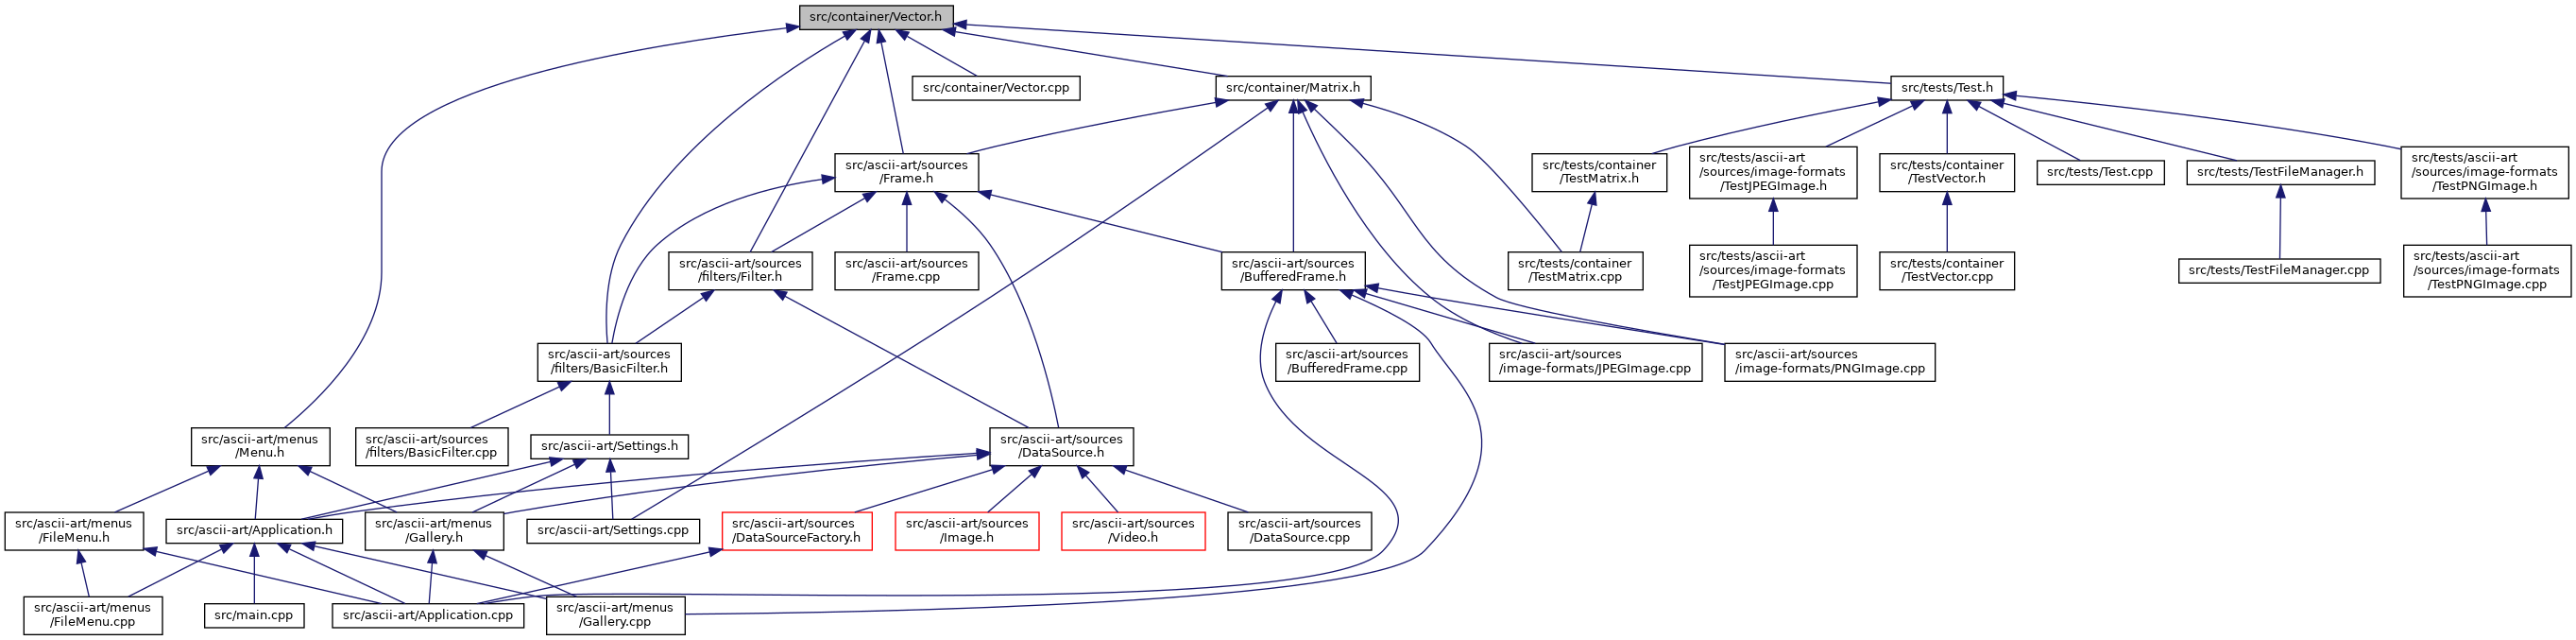 src/container/Vector.h
src/container/Vector.cpp
src/container/Matrix.h
src/tests/Test.h
src/ascii-art/sources
/Frame.h
src/tests/container
/TestMatrix.h
src/tests/ascii-art
/sources/image-formats
/TestJPEGImage.h
src/tests/container
/TestVector.h
src/tests/Test.cpp
src/tests/TestFileManager.h
src/tests/ascii-art
/sources/image-formats
/TestPNGImage.h
src/ascii-art/sources
/filters/Filter.h
src/ascii-art/sources
/Frame.cpp
src/ascii-art/sources
/BufferedFrame.h
src/tests/container
/TestMatrix.cpp
src/tests/ascii-art
/sources/image-formats
/TestJPEGImage.cpp
src/tests/container
/TestVector.cpp
src/tests/TestFileManager.cpp
src/tests/ascii-art
/sources/image-formats
/TestPNGImage.cpp
src/ascii-art/sources
/filters/BasicFilter.h
src/ascii-art/sources
/BufferedFrame.cpp
src/ascii-art/sources
/image-formats/JPEGImage.cpp
src/ascii-art/sources
/image-formats/PNGImage.cpp
src/ascii-art/menus
/Menu.h
src/ascii-art/sources
/filters/BasicFilter.cpp
src/ascii-art/Settings.h
src/ascii-art/sources
/DataSource.h
src/ascii-art/menus
/FileMenu.h
src/ascii-art/Application.h
src/ascii-art/menus
/Gallery.h
src/ascii-art/Settings.cpp
src/ascii-art/sources
/DataSourceFactory.h
src/ascii-art/sources
/Image.h
src/ascii-art/sources
/Video.h
src/ascii-art/sources
/DataSource.cpp
src/ascii-art/menus
/FileMenu.cpp
src/main.cpp
src/ascii-art/Application.cpp
src/ascii-art/menus
/Gallery.cpp